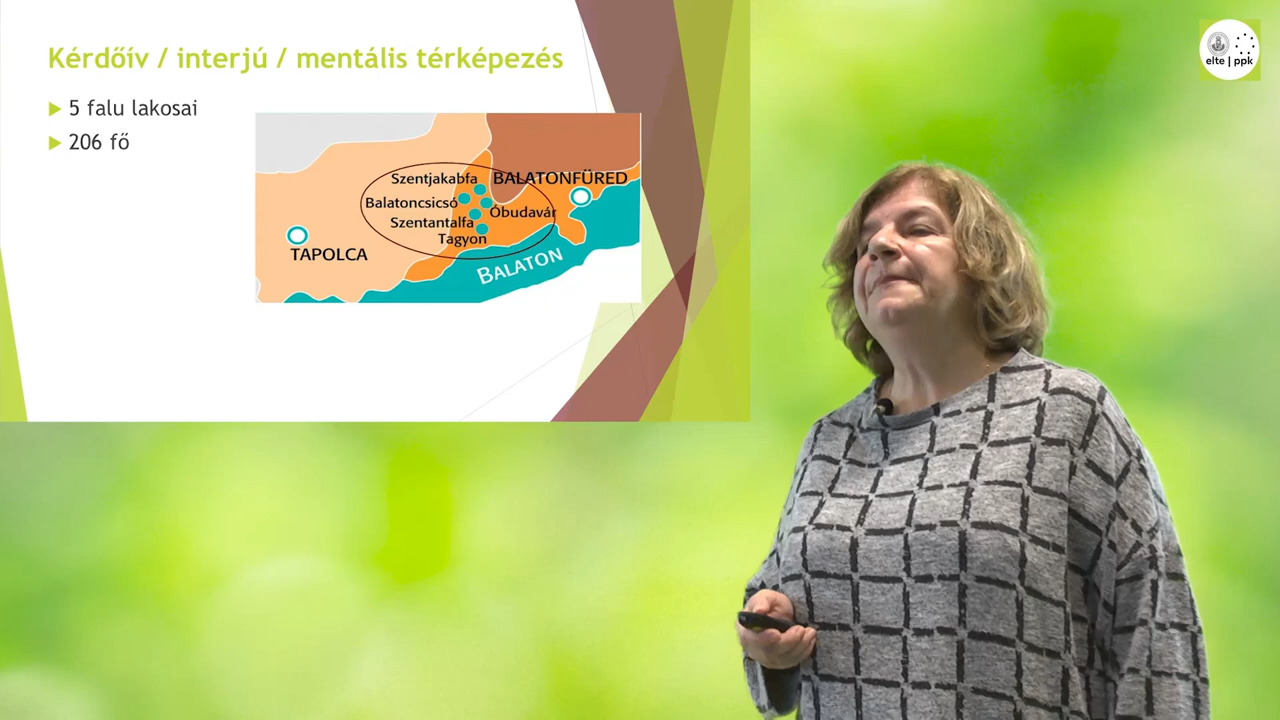 Kérdőív / interjú / mentális térképezés
5 falu lakosai
206 fő
Szentjakabfa
BALATONFÜRED
Balatoncsicsó
Óbudavár
Szentantalfa
Tagyon
TAPOLCA
BALATON
elte | ppk